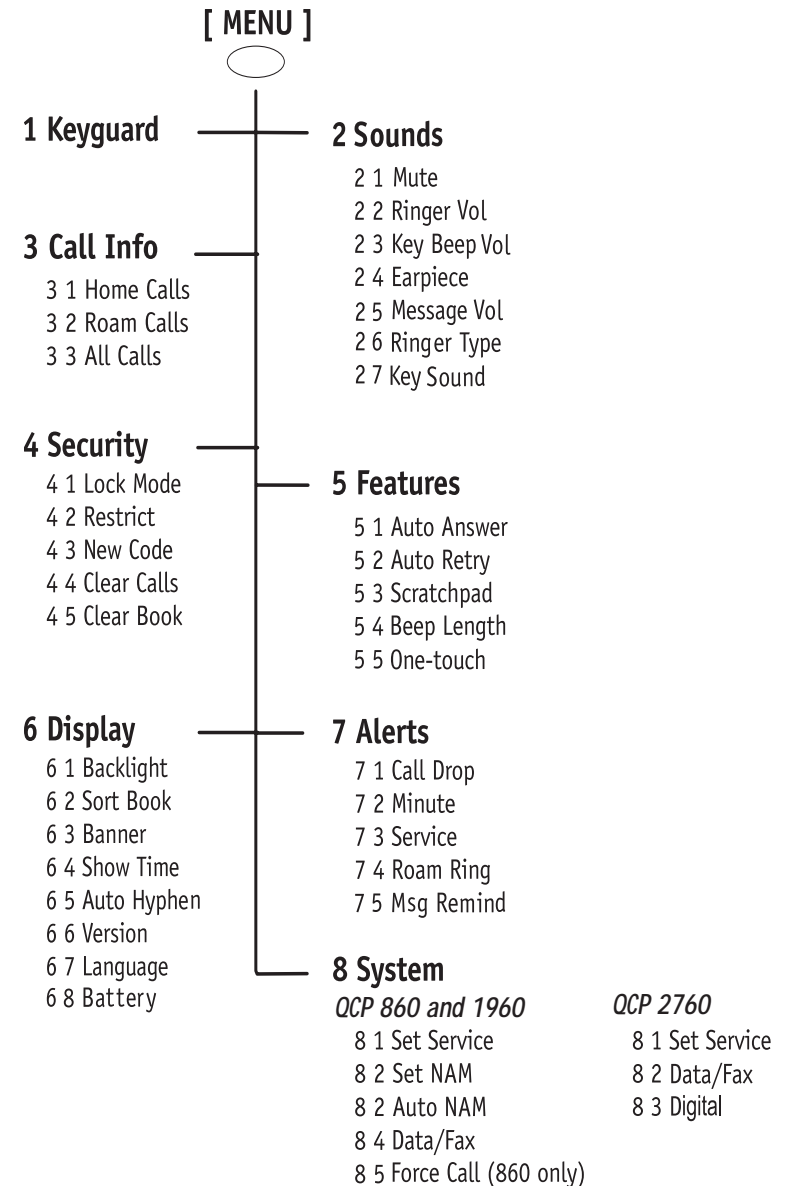 [ MENU ]
1 Keyguard
2 Sounds
2 1 Mute
2 2 Ringer Vol
2 3 Key Beep Vol
2 4 Earpiece
2 5 Message Vol
2 6 Ringer Type
2 7 Key Sound
3 Call Info
3 1 Home Calls
3 2 Roam Calls
3 3 All Calls
4 Security
4 1 Lock Mode
4 2 Restrict
4 3 New Code
4 4 Clear Calls
4 5 Clear Book
5 Features
5 1 Auto Answer
5 2 Auto Retry
5 3 Scratchpad
5 4 Beep Length
5 5 One-touch
6 Display
6 1 Backlight
6 2 Sort Book
6 3 Banner
6 4 Show Time
6 5 Auto Hyphen
6 6 Version
6 7 Language
6 8 Battery
7 Alerts
7 1 Call Drop
7 2 Minute
7 3 Service
7 4 Roam Ring
7 5 Msg Remind
8 System
QCP 860 and 1960
8 1 Set Service
8 2 Set NAM
8 2 Auto NAM
8 4 Data/Fax
8 5 Force Call (860 only)
QCP 2760
8 1 Set Service
8 2 Data/Fax
8 3 Digital